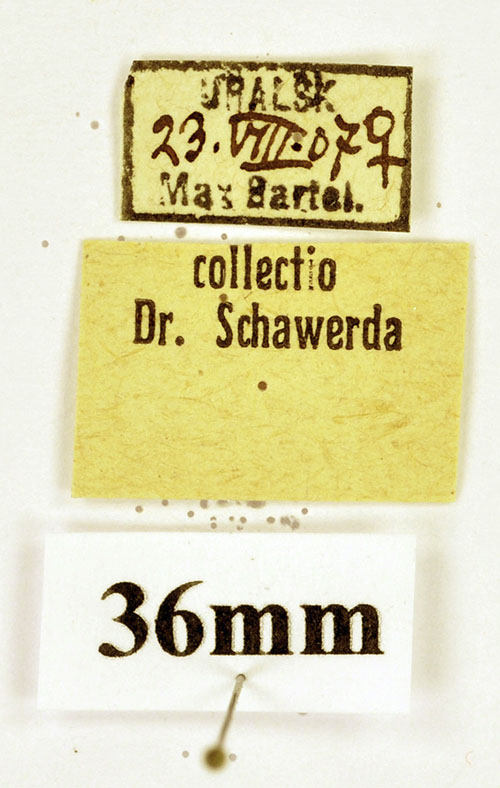 URALSK
23. VIII. 07 ♀
Max Bartel.
collectio
Dr. Schawerda
36mm